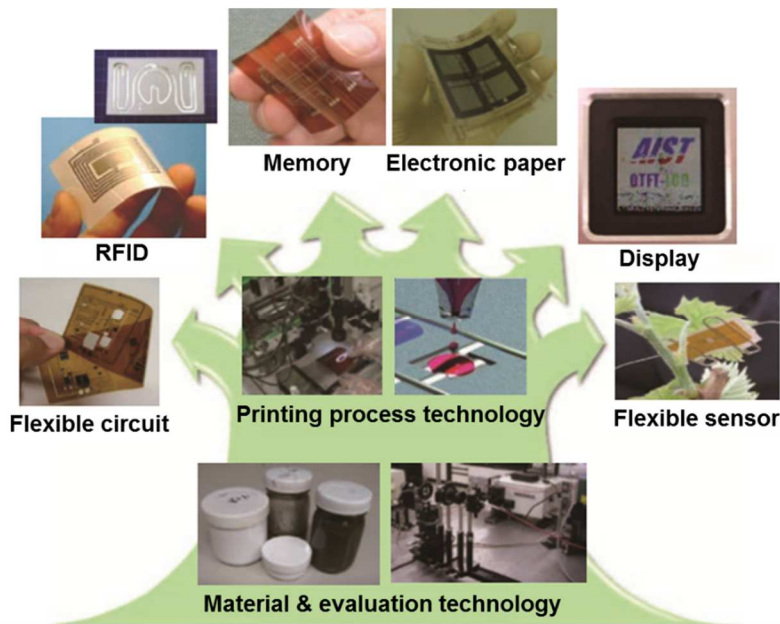 Memory
Electronic paper
RFID
AIST
OTFT-LCD
Display
Flexible circuit
Printing process technology
Flexible sensor
Material & evaluation technology